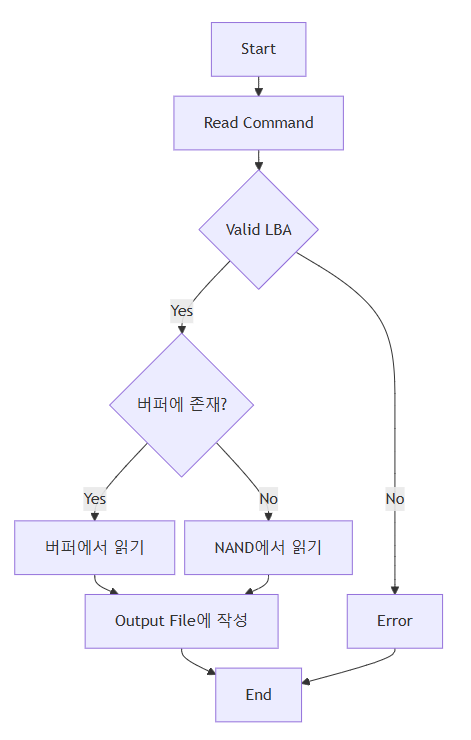 Start
Read Command
Valid LBA
Yes
버퍼에 존재?
Yes
No
No
버퍼에서 읽기
NAND에서 읽기
Output File에 작성
Error
End